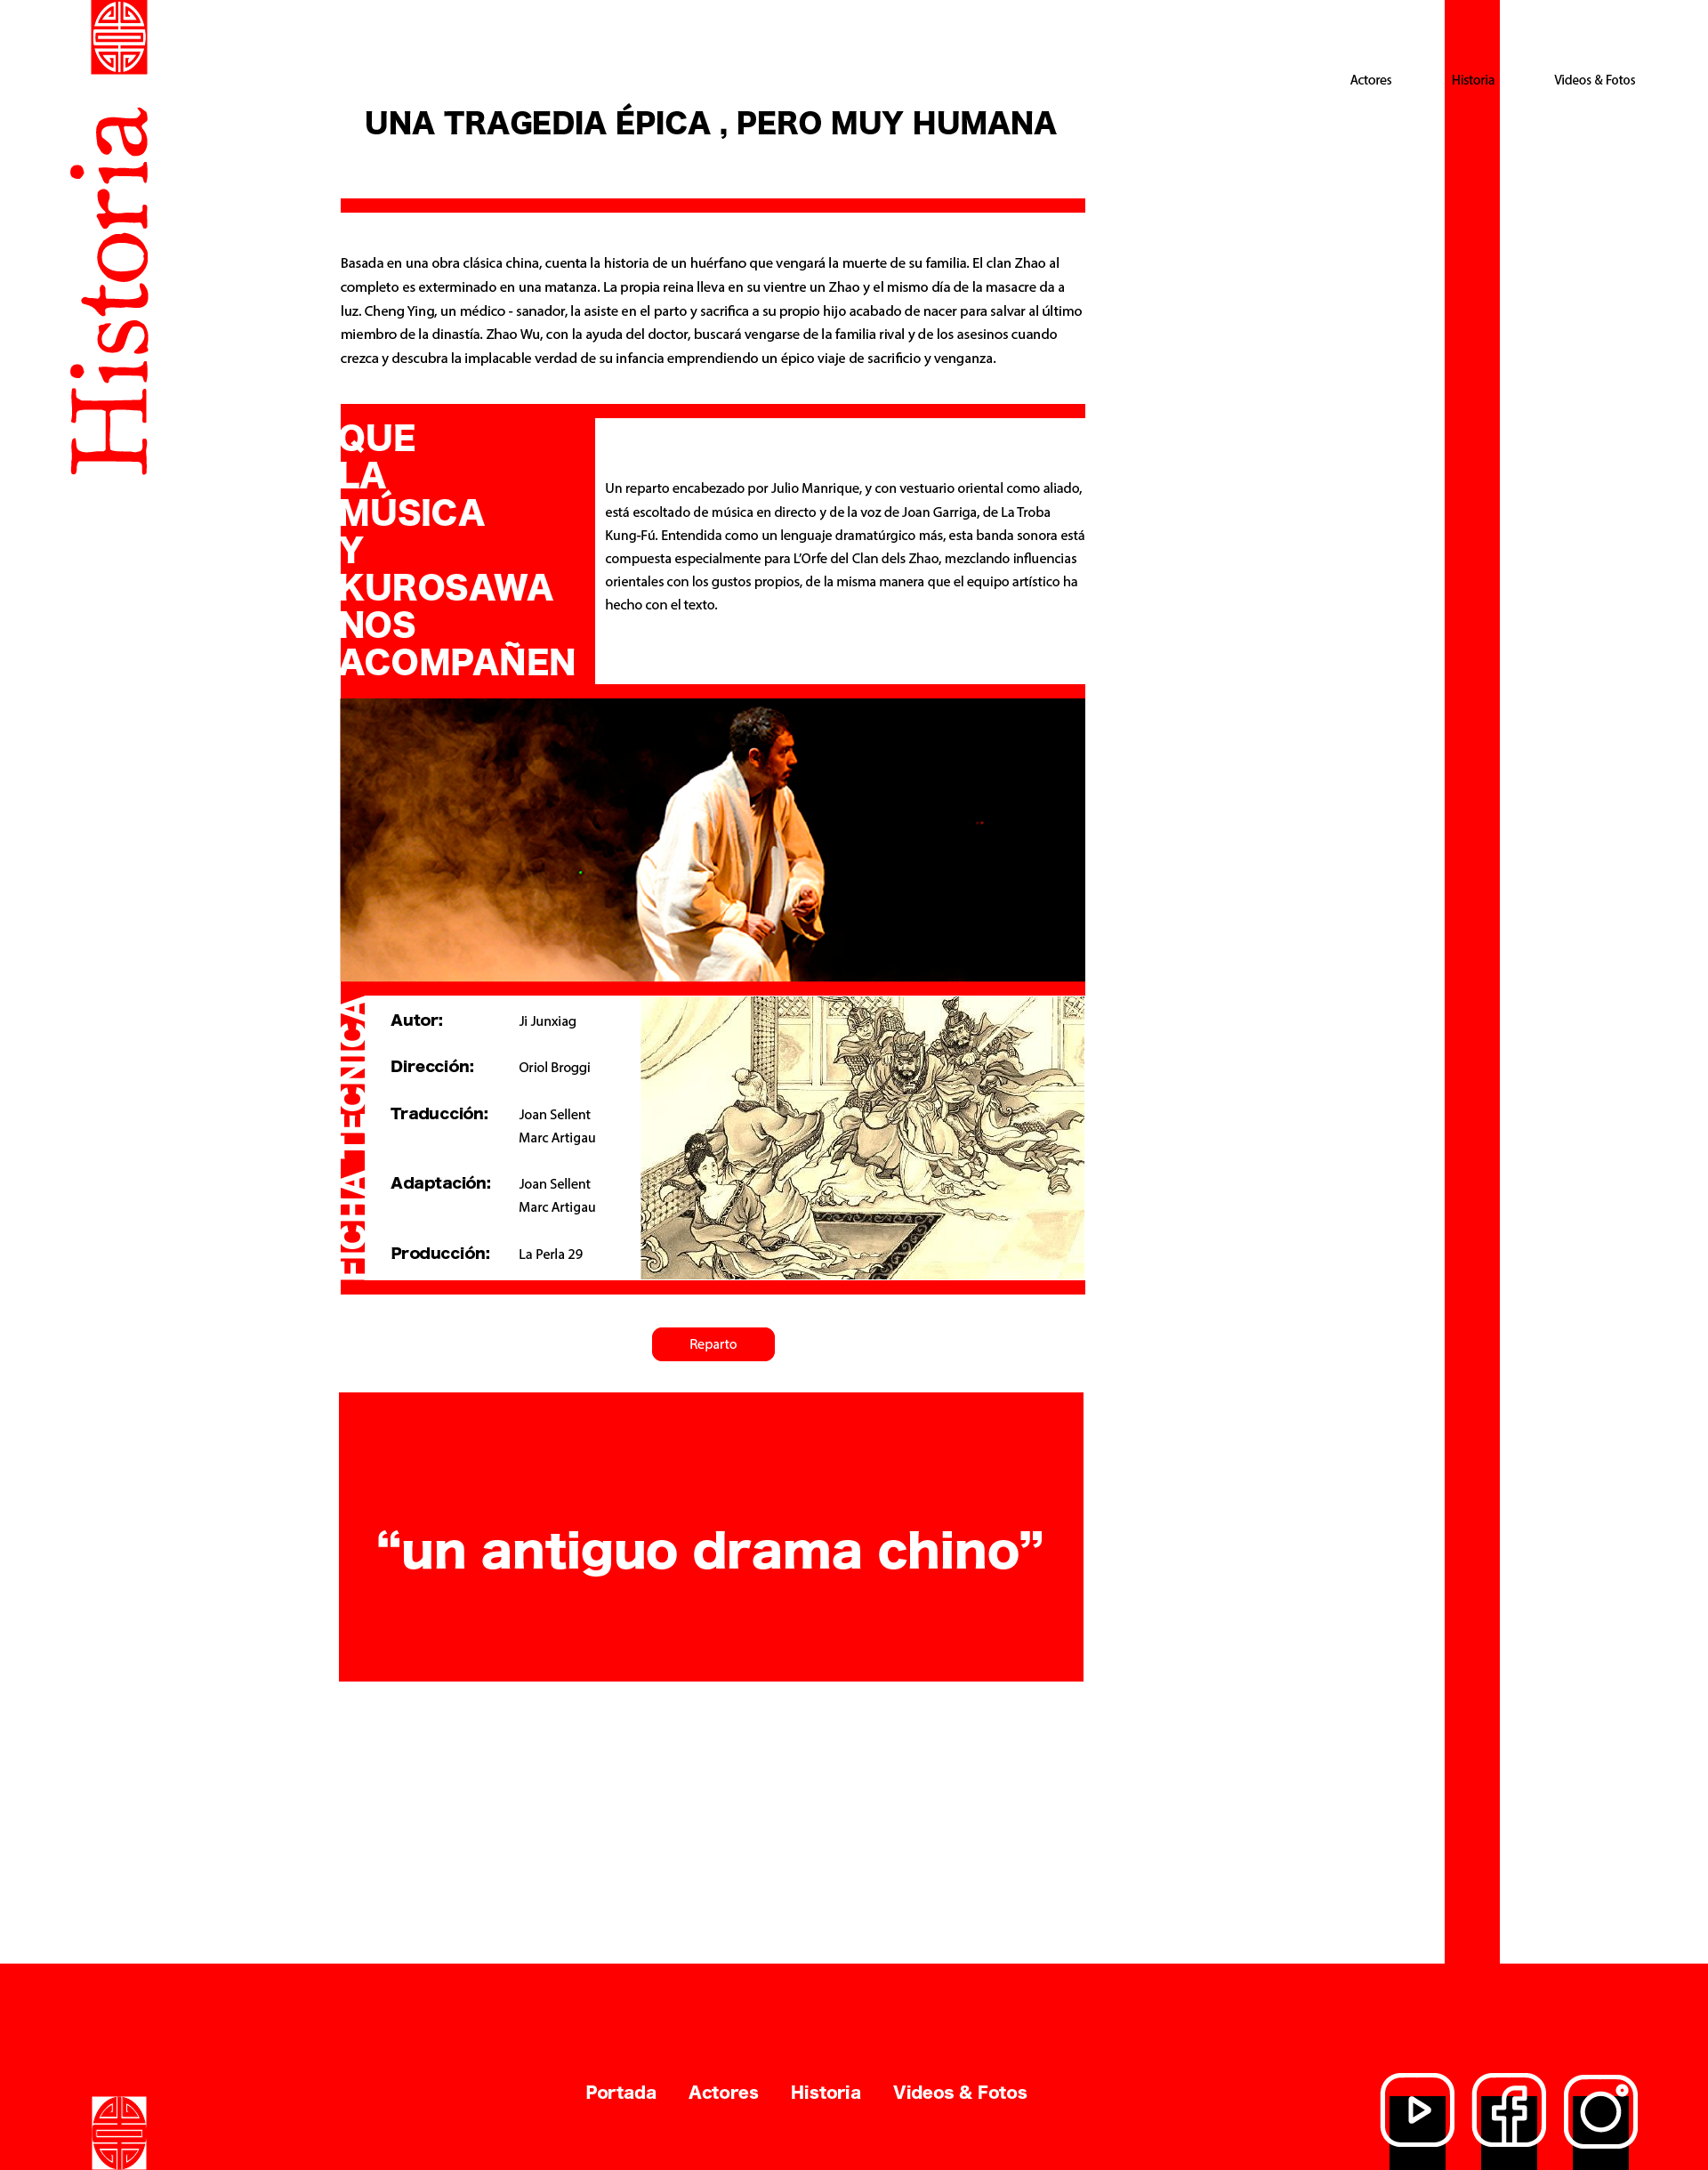 Historia
Actores
Historia
Videos & Fotos
UNA TRAGEDIA ÉPICA , PERO MUY HUMANA
Basada en una obra clásica china, cuenta la historia de un huérfano que vengará la muerte de su familia. El clan Zhao al
completo es exterminado en una matanza. La propia reina lleva en su vientre un Zhao y el mismo día de la masacre da a
luz. Cheng Ying, un médico - sanador, la asiste en el parto y sacrifica a su propio hijo acabado de nacer para salvar al último
miembro de la dinastía. Zhao Wu, con la ayuda del doctor, buscará vengarse de la familia rival y de los asesinos cuando
crezca y descubra la implacable verdad de su infancia emprendiendo un épico viaje de sacrificio y venganza.
QUE
LA
MÚSICA
Y
KUROSAWA
NOS
ACOMPAÑEN
Un reparto encabezado por Julio Manrique, y con vestuario oriental como aliado,
está escoltado de música en directo y de la voz de Joan Garriga, de La Troba
Kung-Fú. Entendida como un lenguaje dramatúrgico más, esta banda sonora está
compuesta especialmente para L’Orfe del Clan dels Zhao, mezclando influencias
orientales con los gustos propios, de la misma manera que el equipo artístico ha
hecho con el texto.
FICHA TECNICA
Autor: Ji Junxiag
Dirección: Oriol Broggi
Traducción: Joan Sellent
Marc Artigau
Adaptación: Joan Sellent
Marc Artigau
Producción: La Perla 29
Reparto
“un antiguo drama chino”
Portada
Actores
Historia
Videos & Fotos